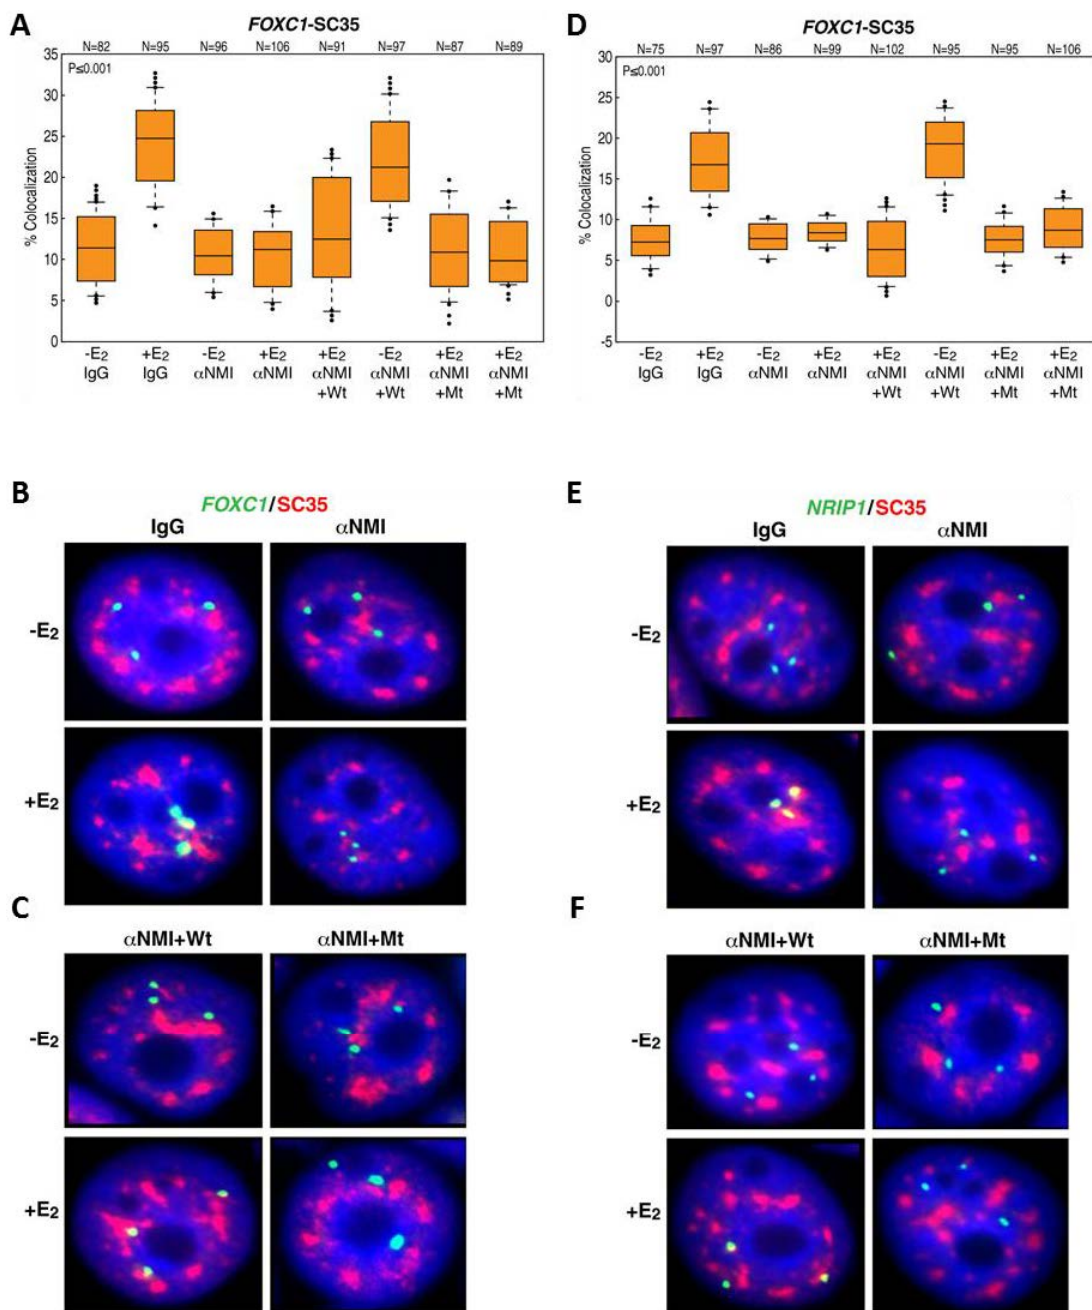 A
FOXC1-SC35
N=82 N=95 N=96 N=106 N=91 N=97 N=87 N=89
P≤0.001
% Colocalization
35
30
25
20
15
10
5
0
-E2 +E2 -E2 +E2 +E2 -E2 +E2 +E2
IgG IgG αNMI αNMI αNMI αNMI αNMI αNMI
+Wt +Wt +Mt +Mt
D
FOXC1-SC35
N=75 N=97 N=86 N=99 N=102 N=95 N=95 N=106
P≤0.001
% Colocalization
30
25
20
15
10
5
0
-5
-E2 +E2 -E2 +E2 +E2 -E2 +E2 +E2
IgG IgG αNMI αNMI αNMI αNMI αNMI αNMI
+Wt +Wt +Mt +Mt
B
FOXC1/SC35
IgG αNMI
-E2
+E2
C
αNMI+Wt αNMI+Mt
-E2
+E2
E
NRIP1/SC35
IgG αNMI
-E2
+E2
F
αNMI+Wt αNMI+Mt
-E2
+E2